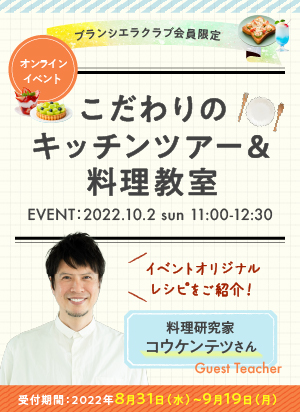 ブランシエラクラブ会員限定
オンライン
イベント
こだわりの
キッチンツアー&
料理教室
EVENT:2022.10.2 sun 11:00-12:30
イベントオリジナル
レシピをご紹介!
料理研究家
コウケンテツさん
Guest Teacher
受付期間:2022年8月31日(水)~9月19日(月)